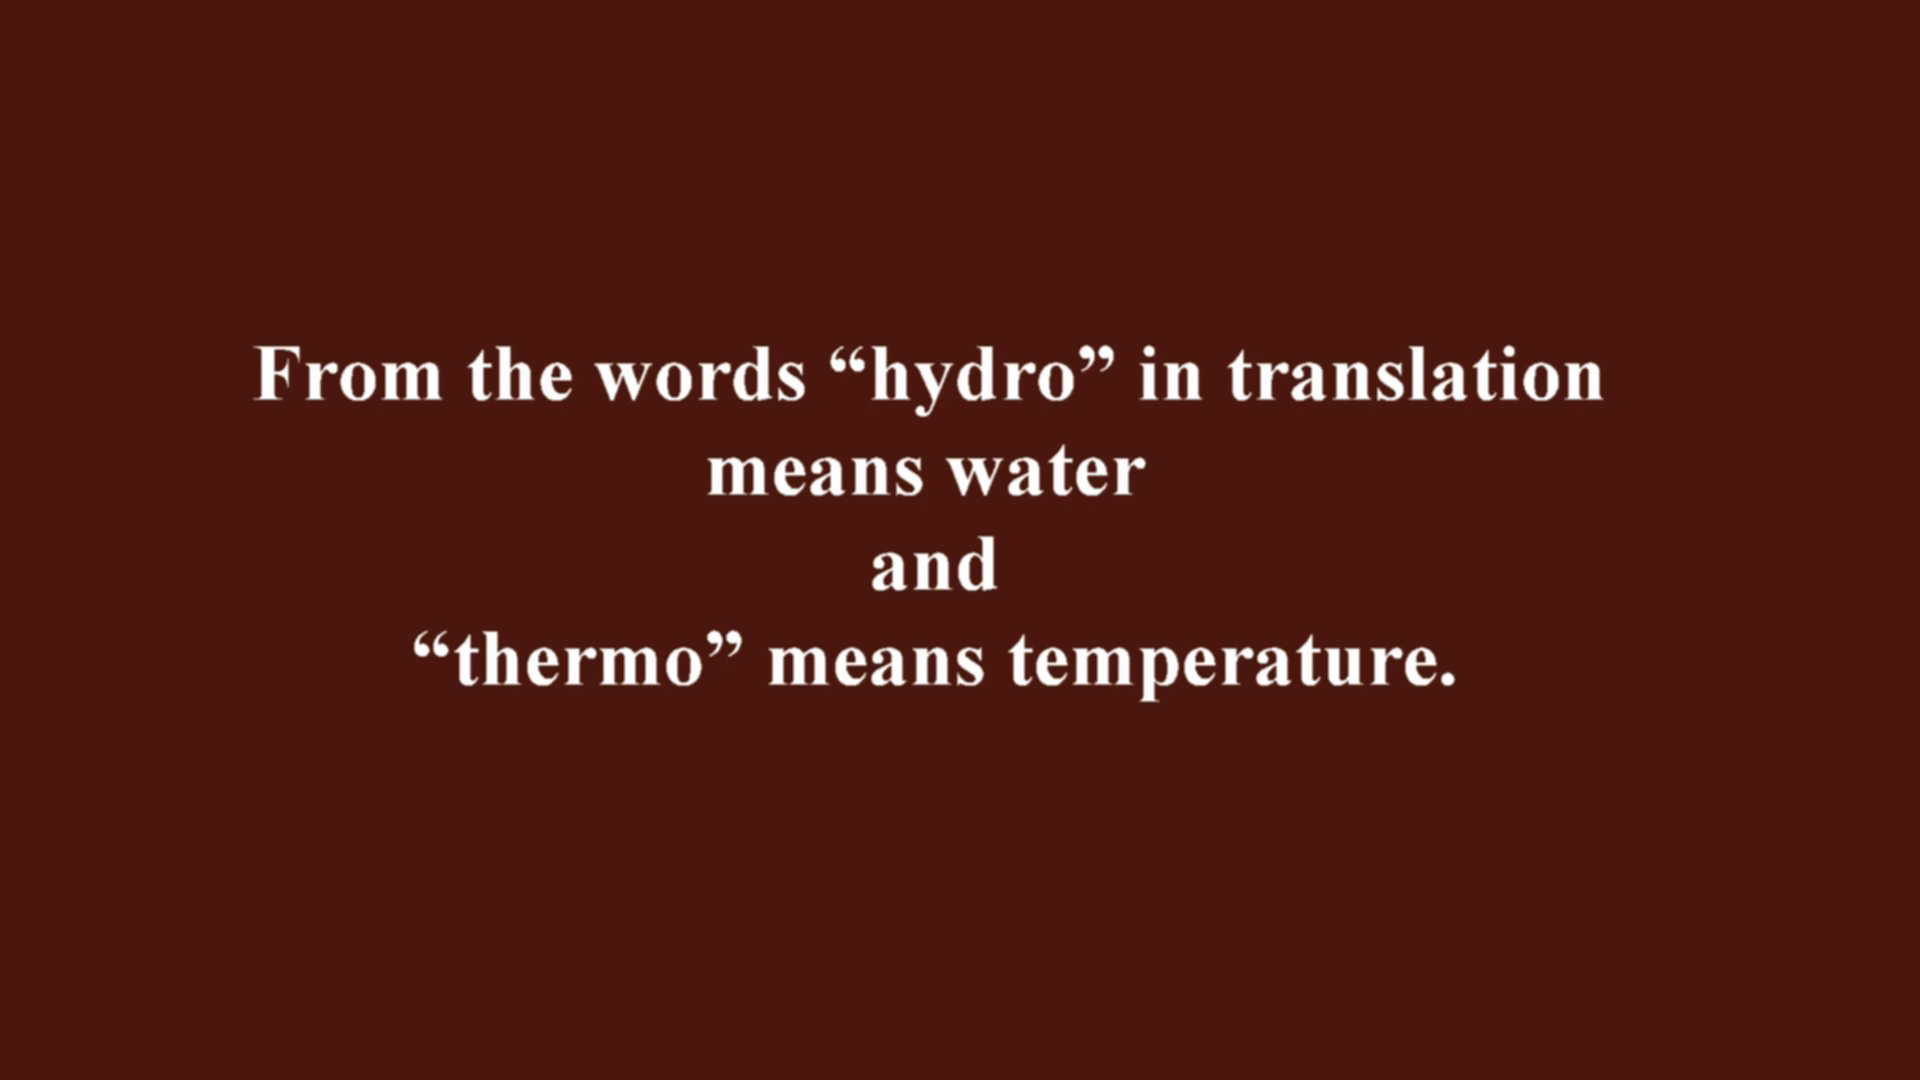 From the words “hydro” in translation
means water
and
“thermo” means temperature.